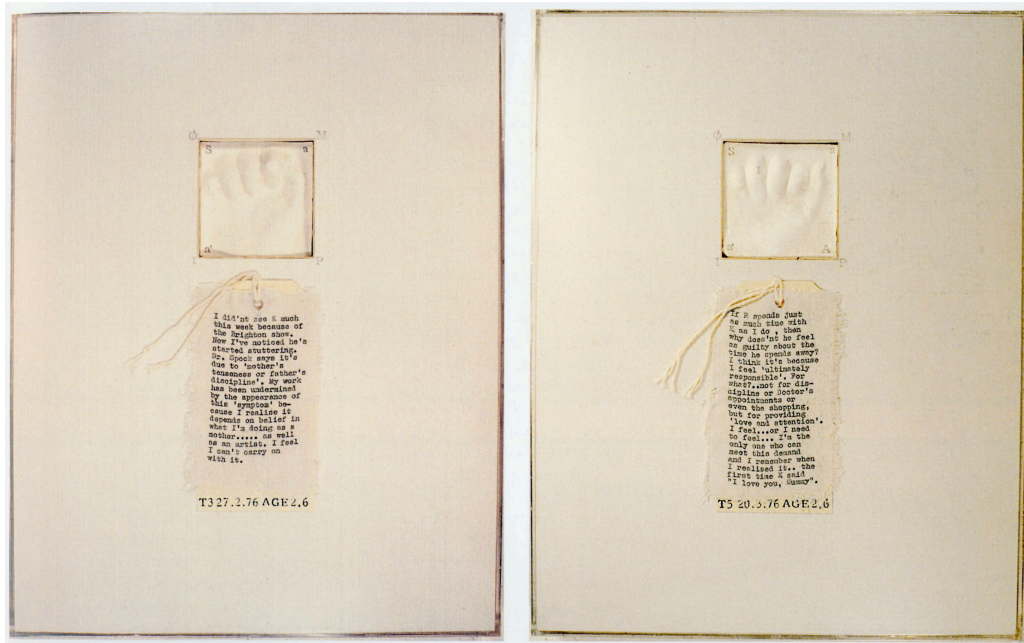 Ø M
S a
a'
P
I did'nt see K much
this week because of
the Brighton show.
Now I've noticed he's
started stuttering.
Dr. Spock says it's
due to 'mother's
tenseness or father's
discipline'. My work
has been undermined
by the appearance of
this 'symptom' be-
cause I realise it
depends on belief in
what I'm doing as a
mother..... as well
as an artist. I feel
I can't carry on
with it.
T3 27.2.76 AGE 2,6
Ø M
S
a' A
I P
If R spends just
as much time with
K as I do , then
why does'nt he feel
as guilty about the
time he spends away?
I think it's because
I feel 'ultimately
responsible'. For
what?..not for dis-
cipline or Doctor's
appointments or
even the shopping,
but for providing
'love and attention'.
I feel...or I need
to feel... I'm the
only one who can
meet this demand
and I remember when
I realised it.. the
first time K said
"I love you, Mummy".
T5 20.3.76 AGE 2,6